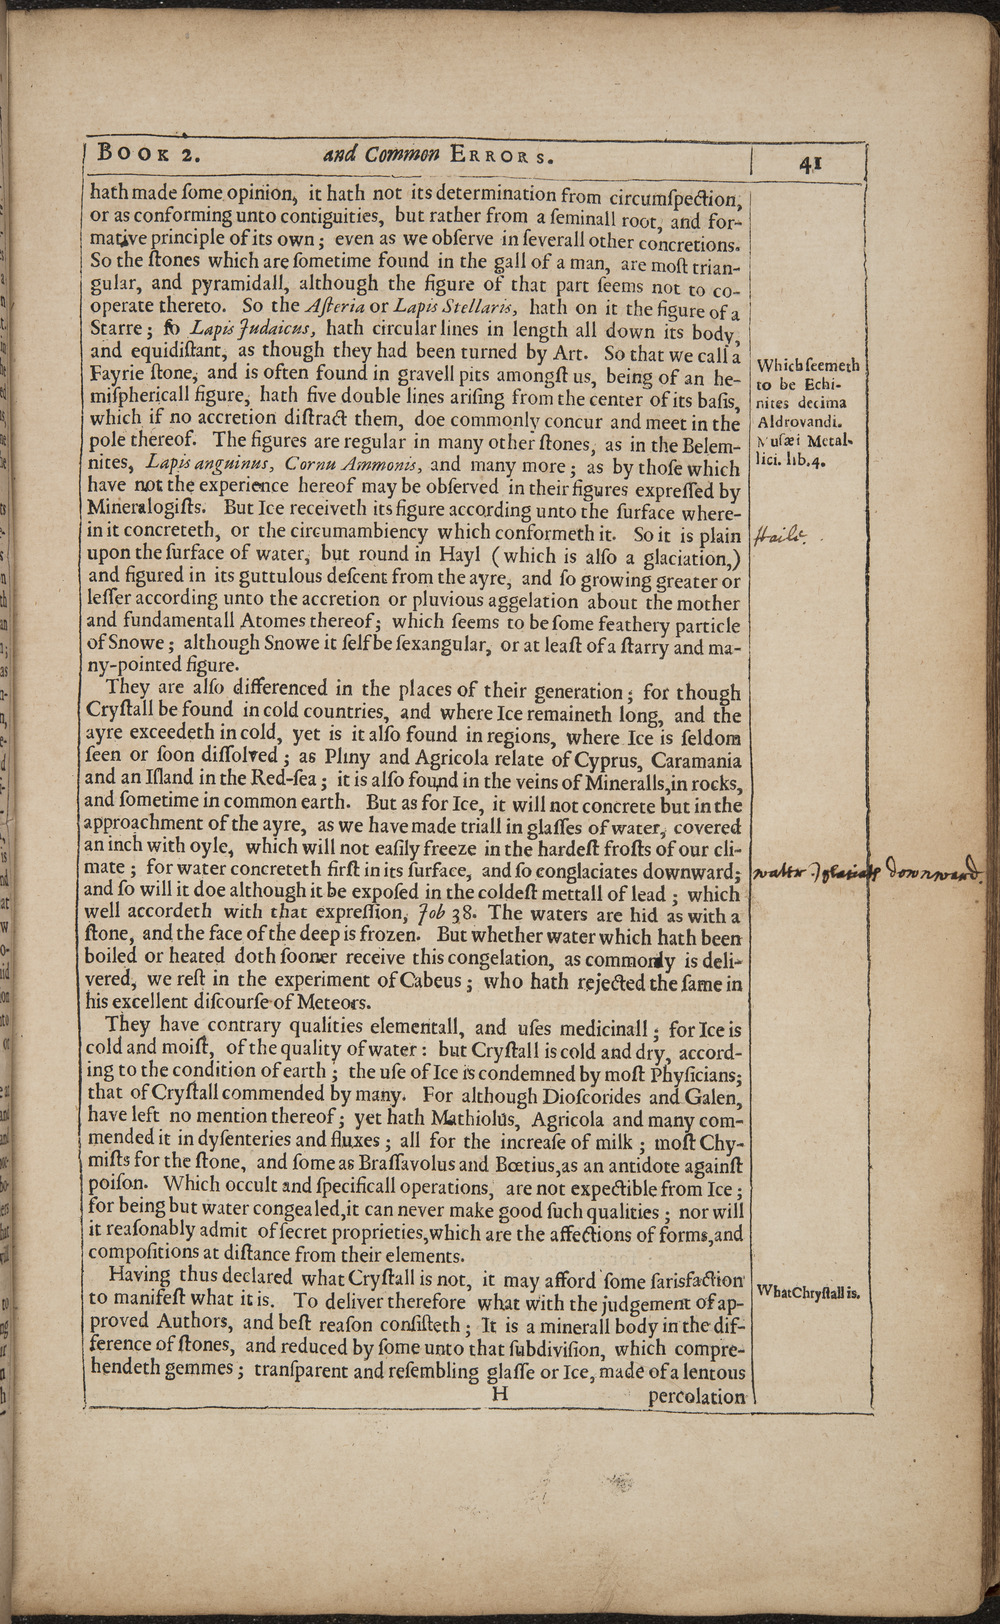 BOOK 2. and Common ERRORS. 41
hath made ſome opinion, it hath not its determination from circumſpection,
or as conforming unto contiguities, but rather from a ſeminall root, and for-
mative principle of its own; even as we obſerve in ſeverall other concretions.
So the ſtones which are ſometime found in the gall of a man, are moſt trian-
gular, and pyramidall, although the figure of that part ſeems not to co-
operate thereto. So the Aſteria or Lapis Stellaris, hath on it the figure of a
Starre; ſo Lapis Judaicus, hath circular lines in length all down its body,
and equidiſtant, as though they had been turned by Art. So that we call a
Fayrie ſtone, and is often found in gravell pits amongſt us, being of an he-
miſphericall figure, hath five double lines ariſing from the center of its baſis,
which if no accretion diſtract them, doe commonly concur and meet in the
pole thereof. The figures are regular in many other ſtones, as in the Belem-
nites, Lapis anguinus, Cornu Ammonis, and many more; as by thoſe which
have not the experience hereof may be obſerved in their figures expreſſed by
Mineralogiſts. But Ice receiveth its figure according unto the ſurface where-
in it concreteth, or the circumambiency which conformeth it. So it is plain
upon the ſurface of water, but round in Hayl (which is alſo a glaciation,)
and figured in its guttulous deſcent from the ayre, and ſo growing greater or
leſſer according unto the accretion or pluvious aggelation about the mother
and fundamentall Atomes thereof; which ſeems to be ſome feathery particle
of Snowe; although Snowe it ſelf be ſexangular, or at leaſt of a ſtarry and ma-
ny-pointed figure.
They are alſo differenced in the places of their generation; for though
Cryſtall be found in cold countries, and where Ice remaineth long, and the
ayre exceedeth in cold, yet is it alſo found in regions, where Ice is ſeldom
ſeen or ſoon diſſolved; as Pliny and Agricola relate of Cyprus, Caramania
and an Iſland in the Red-ſea; it is alſo found in the veins of Mineralls, in rocks,
and ſometime in common earth. But as for Ice, it will not concrete but in the
approachment of the ayre, as we have made triall in glaſſes of water, covered
an inch with oyle, which will not eaſily freeze in the hardeſt froſts of our cli-
mate; for water concreteth firſt in its ſurface, and ſo conglaciates downward;
and ſo will it doe although it be expoſed in the coldeſt mettall of lead; which
well accordeth with that expreſſion, Job 38. The waters are hid as with a
ſtone, and the face of the deep is frozen. But whether water which hath been
boiled or heated doth ſooner receive this congelation, as commonly is deli-
vered, we reſt in the experiment of Cabeus; who hath rejected the ſame in
his excellent diſcourſe of Meteors.
They have contrary qualities elementall, and uſes medicinall; for Ice is
cold and moiſt, of the quality of water: but Cryſtall is cold and dry, accord-
ing to the condition of earth; the uſe of Ice is condemned by moſt Phyſicians;
that of Cryſtall commended by many. For although Dioſcorides and Galen,
have left no mention thereof; yet hath Mathiolus, Agricola and many com-
mended it in dyſenteries and fluxes; all for the increaſe of milk; moſt Chy-
miſts for the ſtone, and ſome as Braſſavolus and Bœtius, as an antidote againſt
poiſon. Which occult and ſpecificall operations, are not expectible from Ice;
for being but water congealed, it can never make good ſuch qualities; nor will
it reaſonably admit of ſecret proprieties, which are the affections of forms, and
compoſitions at diſtance from their elements.
Having thus declared what Cryſtall is not, it may afford ſome ſatisfaction
to manifeſt what it is. To deliver therefore what with the judgement of ap-
proved Authors, and beſt reaſon conſiſteth; It is a minerall body in the dif-
ference of ſtones, and reduced by ſome unto that ſubdiviſion, which compre-
hendeth gemmes; tranſparent and reſembling glaſſe or Ice, made of a lentous
H percolation
Which ſeemeth
to be Echi-
nites decima
Aldrovandi.
Muſæi Metal-
lici. lib. 4.
Haile.
water glaciats downward.
What Chryſtall is.